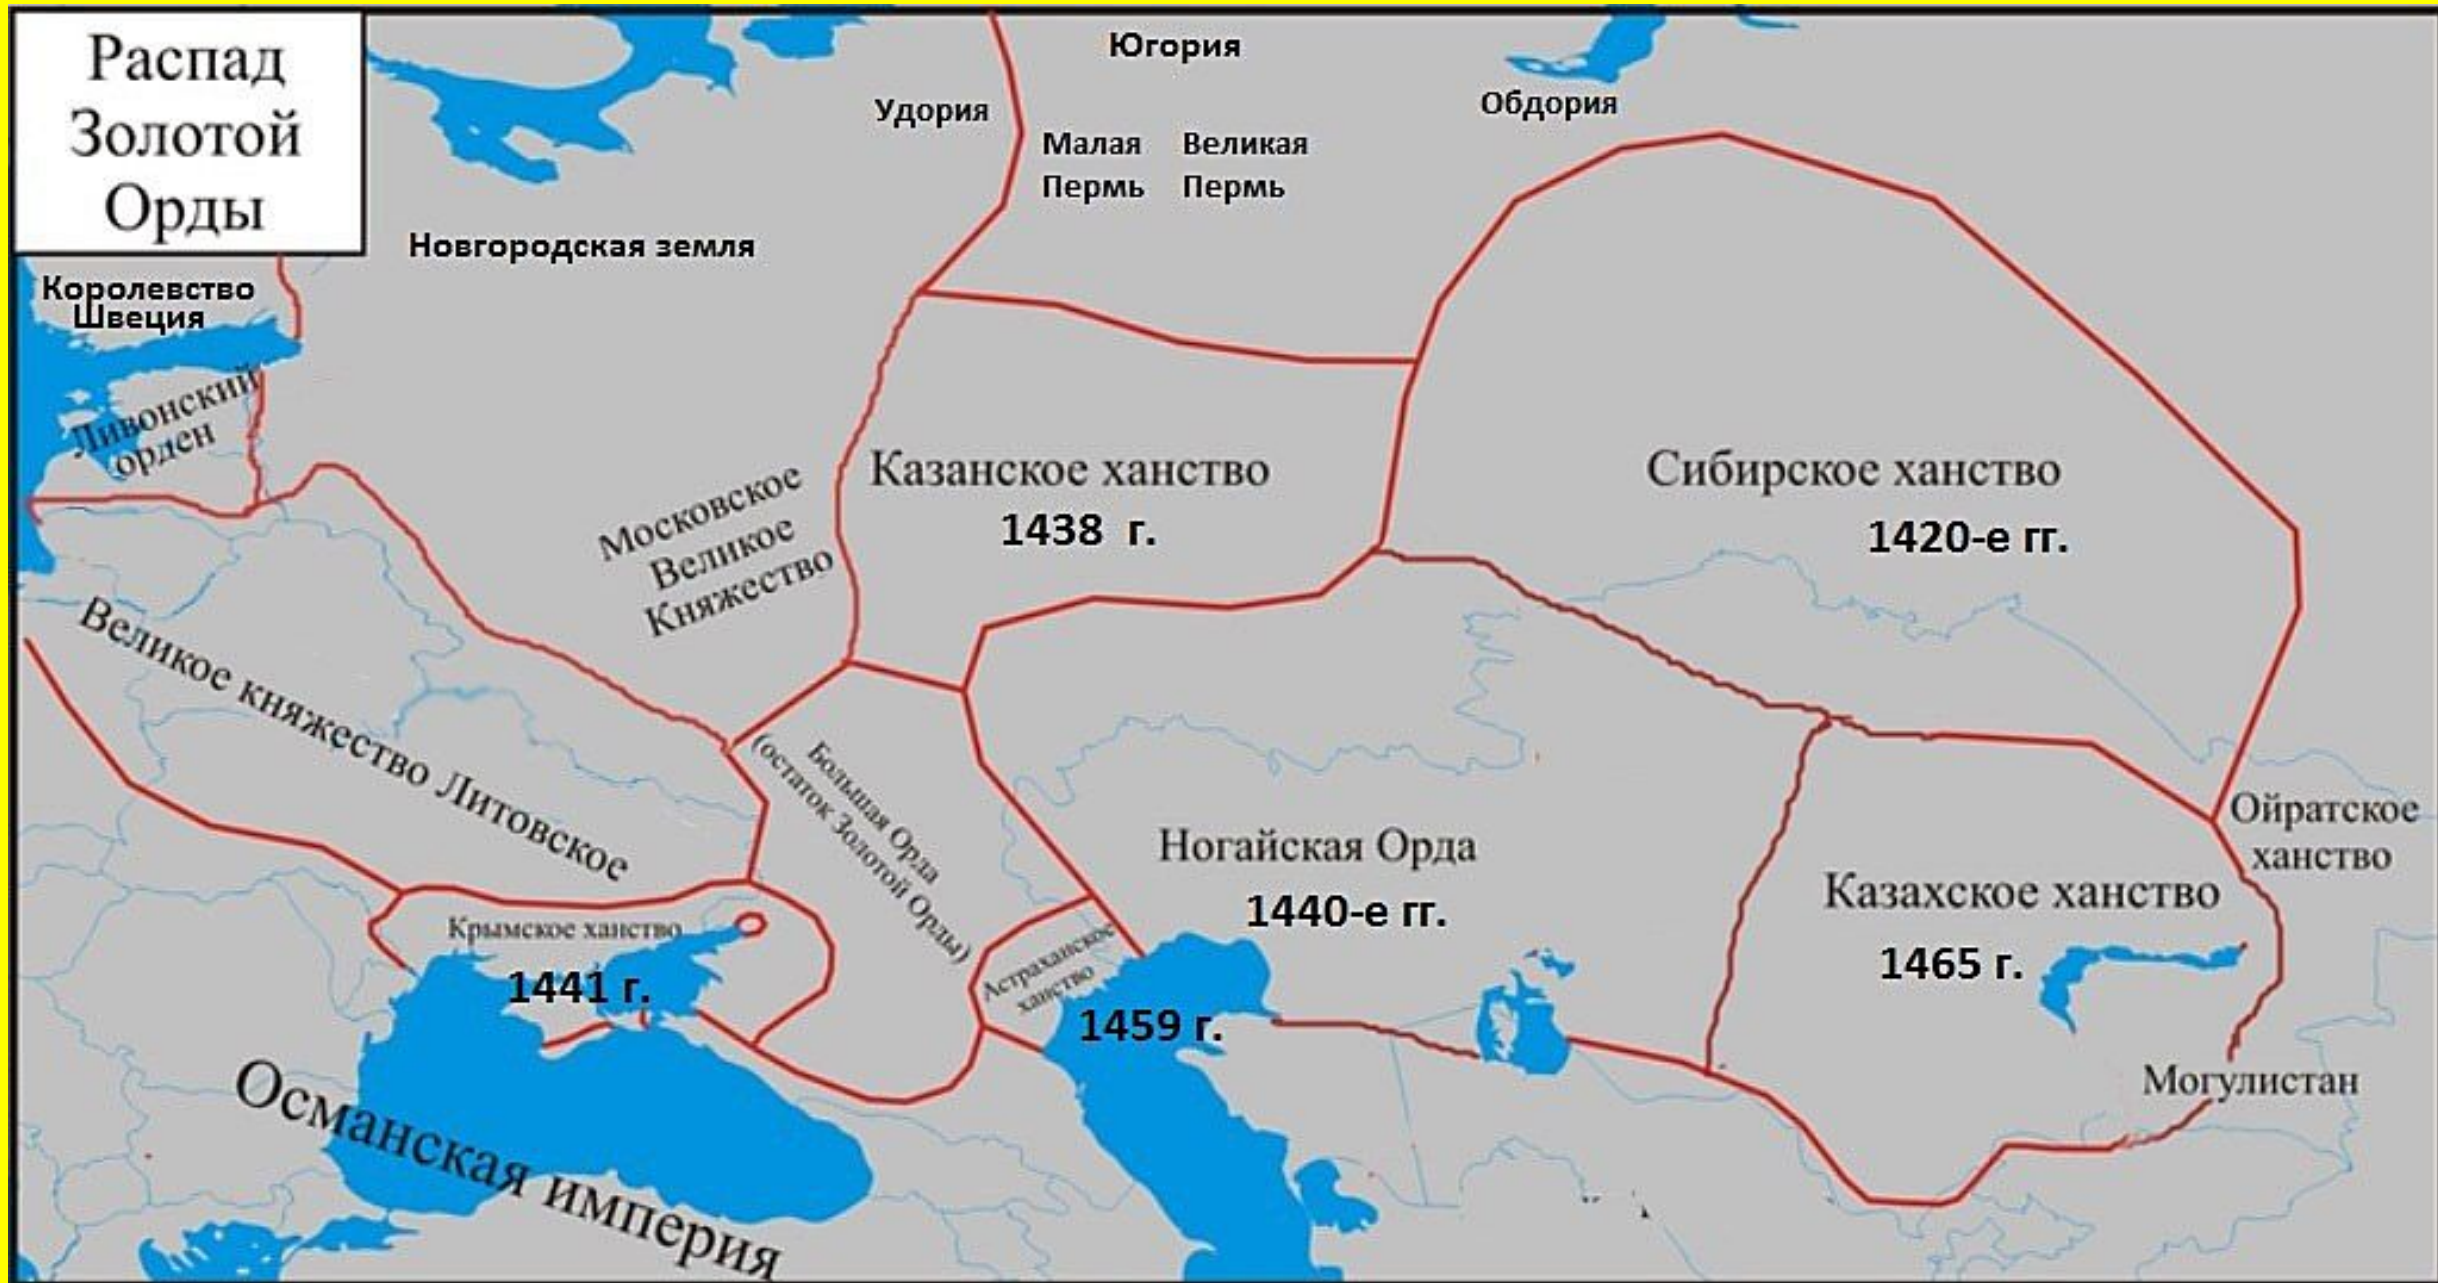 Распад
Золотой
Орды
Югория
Удория
Обдория
Малая Великая
Пермь Пермь
Новгородская земля
Королевство
Швеция
Ливонский
орден
Московское
Великое
Княжество
Казанское ханство
1438 г.
Сибирское ханство
1420-е гг.
Великое княжество Литовское
Большая Орда
(остаток Золотой Орды)
Ногайская Орда
1440-е гг.
Ойратское
ханство
Казахское ханство
1465 г.
Крымское ханство
1441 г.
Астраханское
ханство
1459 г.
Могулистан
Османская империя